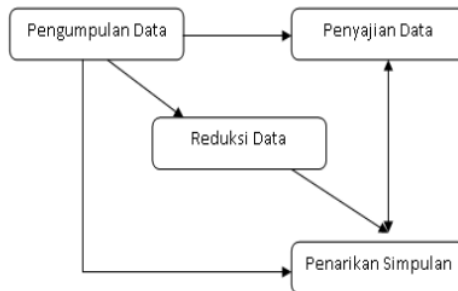 Pengumpulan Data
Penyajian Data
Reduksi Data
Penarikan Simpulan